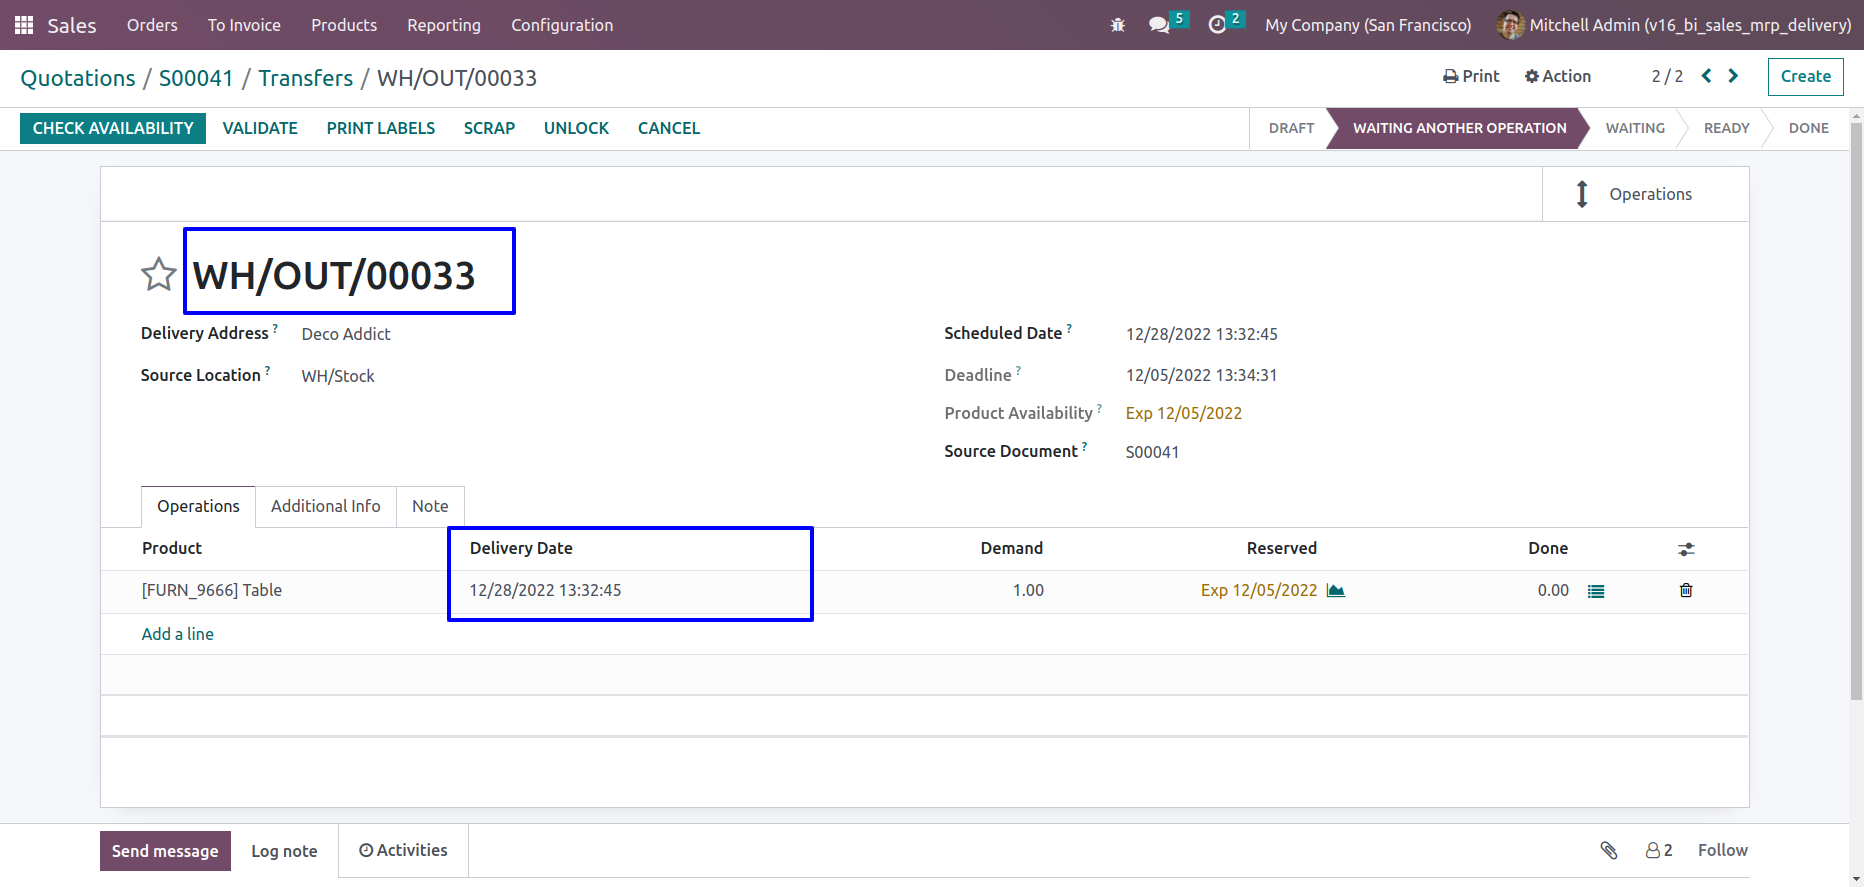 Sales Orders To Invoice Products Reporting Configuration 5 2 My Company (San Francisco) Mitchell Admin (v16_bi_sales_mrp_delivery)
Quotations / S00041 / Transfers / WH/OUT/00033 Print Action 2 / 2 Create
CHECK AVAILABILITY VALIDATE PRINT LABELS SCRAP UNLOCK CANCEL DRAFT WAITING ANOTHER OPERATION WAITING READY DONE
Operations
WH/OUT/00033
Delivery Address ? Deco Addict Scheduled Date ? 12/28/2022 13:32:45
Source Location ? WH/Stock Deadline ? 12/05/2022 13:34:31
Product Availability ? Exp 12/05/2022
Source Document ? S00041
Operations Additional Info Note
Product Delivery Date Demand Reserved Done
[FURN_9666] Table 12/28/2022 13:32:45 1.00 Exp 12/05/2022 0.00
Add a line
Send message Log note Activities 2 Follow